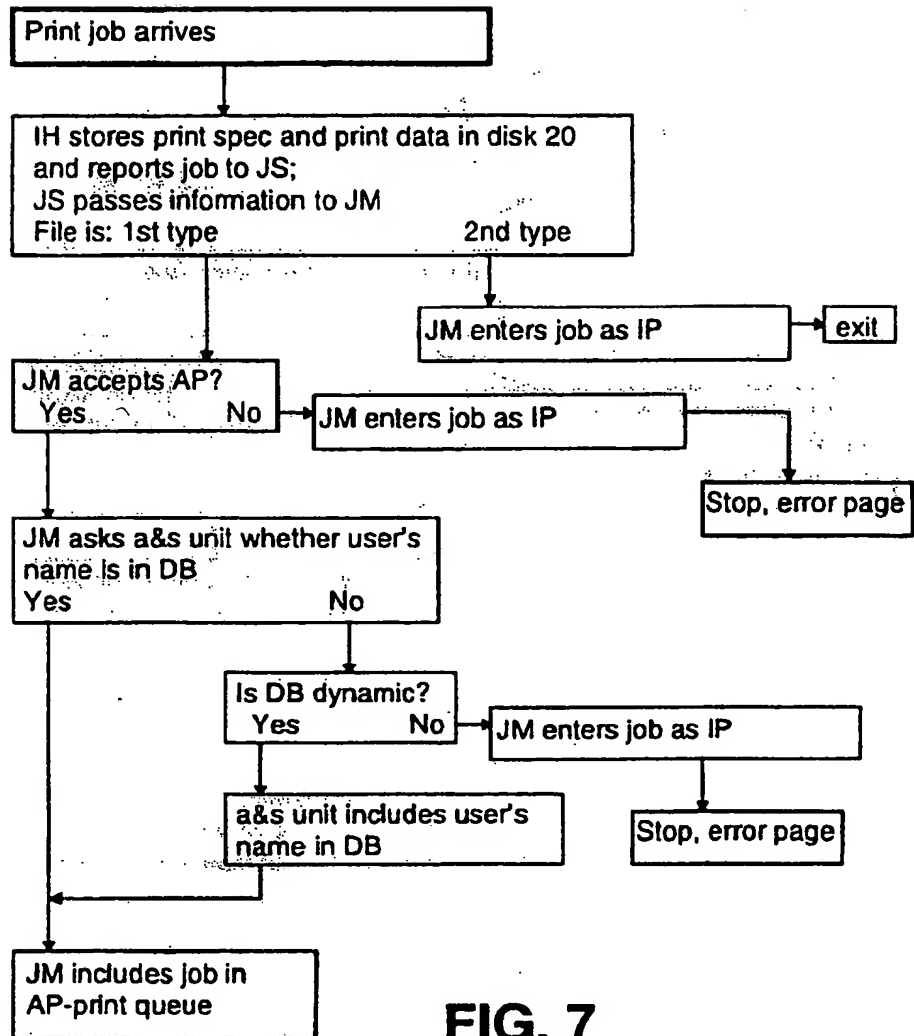 Print job arrives
IH stores print spec and print data in disk 20
and reports job to JS;
JS passes information to JM
File is: 1st type 2nd type
JM enters job as IP
exit
JM accepts AP?
Yes No
JM enters job as IP
Stop, error page
JM asks a&s unit whether user's
name is in DB
Yes No
Is DB dynamic?
Yes No
JM enters job as IP
a&s unit includes user's
name in DB
Stop, error page
JM includes job in
AP-print queue
FIG. 7